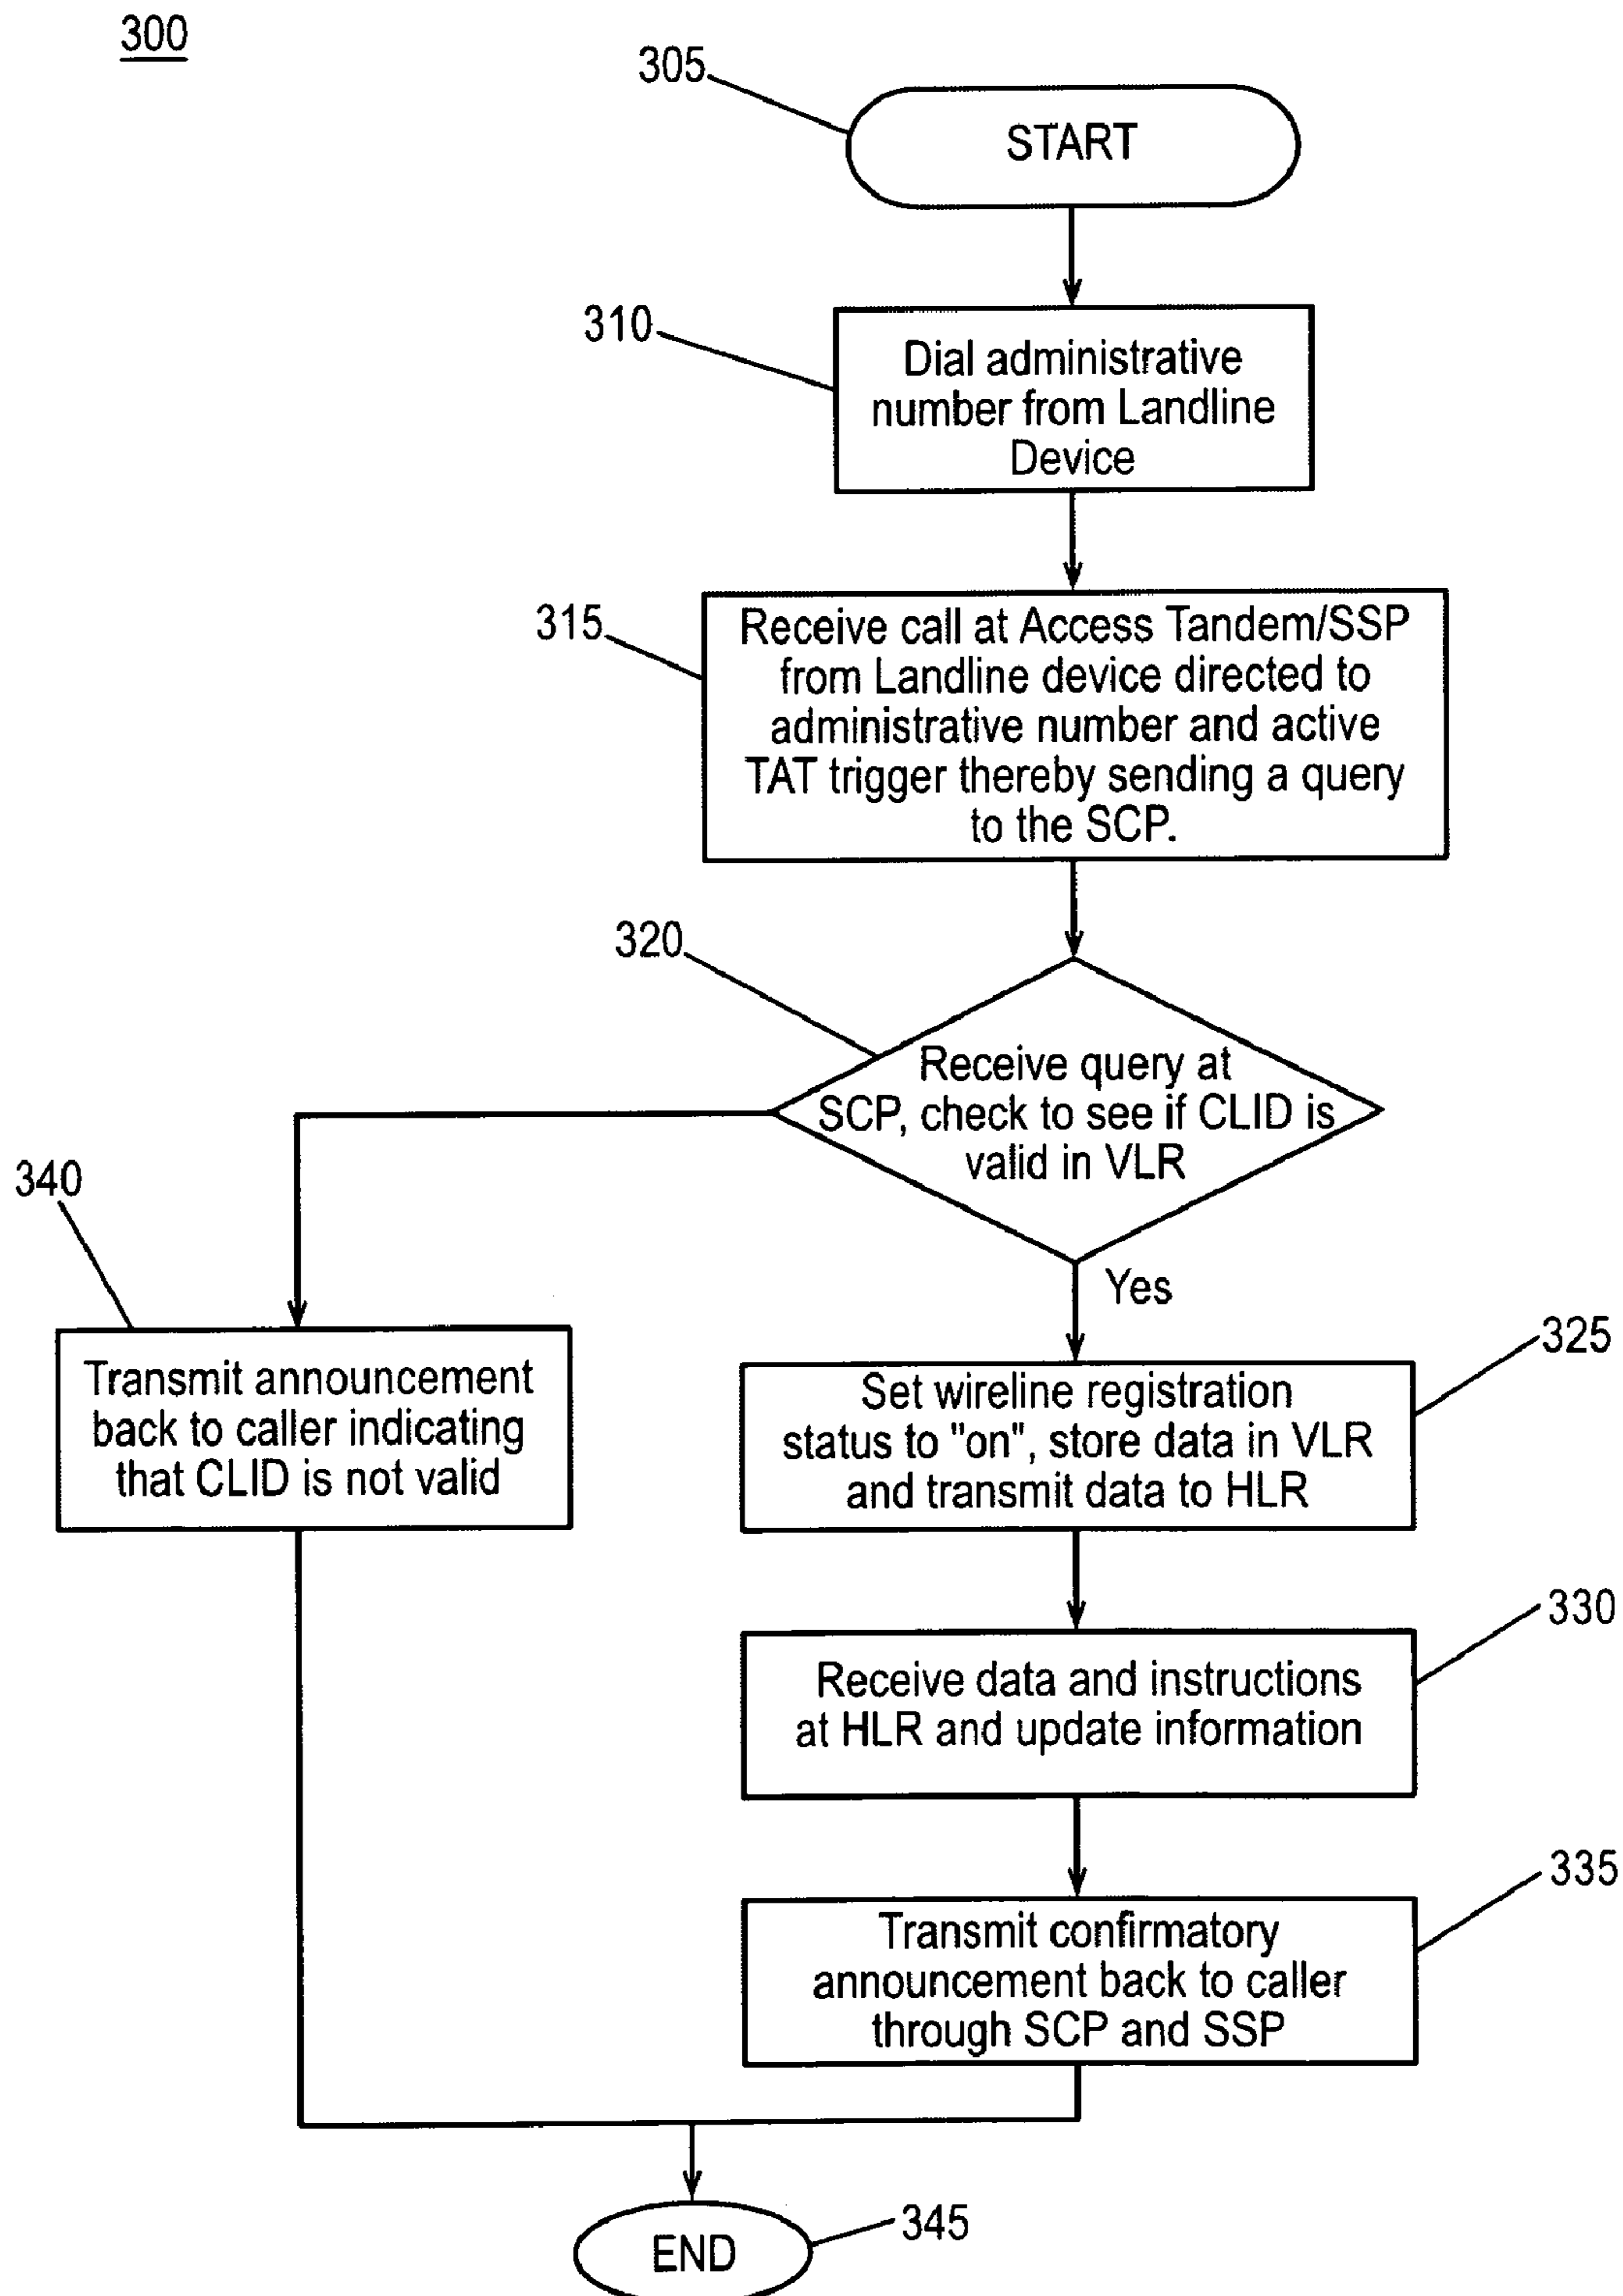 300
305
START
310
Dial administrative
number from Landline
Device
315
Receive call at Access Tandem/SSP
from Landline device directed to
administrative number and active
TAT trigger thereby sending a query
to the SCP.
320
Receive query at
SCP, check to see if CLID is
valid in VLR
Yes
340
Transmit announcement
back to caller indicating
that CLID is not valid
325
Set wireline registration
status to "on", store data in VLR
and transmit data to HLR
330
Receive data and instructions
at HLR and update information
335
Transmit confirmatory
announcement back to caller
through SCP and SSP
END
345